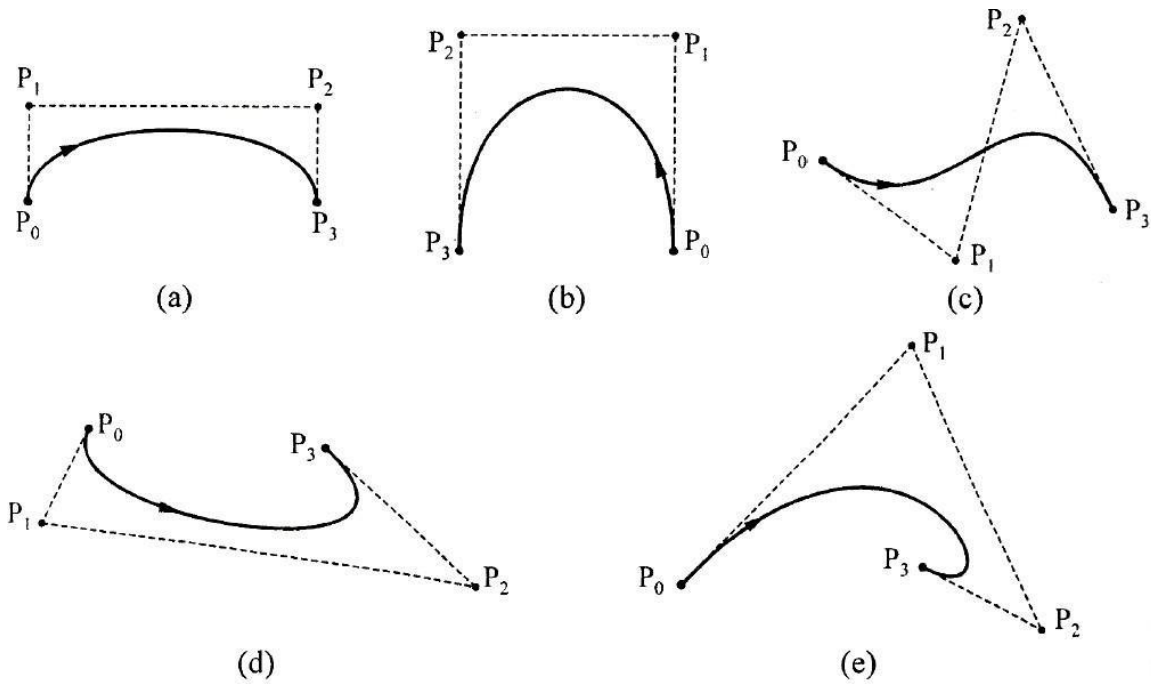 P₁ P₂
P₀ P₃
(a)
P₂ P₁
P₃ P₀
(b)
P₂
P₀
P₃
P₁
(c)
P₀
P₃
P₁
P₂
(d)
P₁
P₃
P₀
P₂
(e)